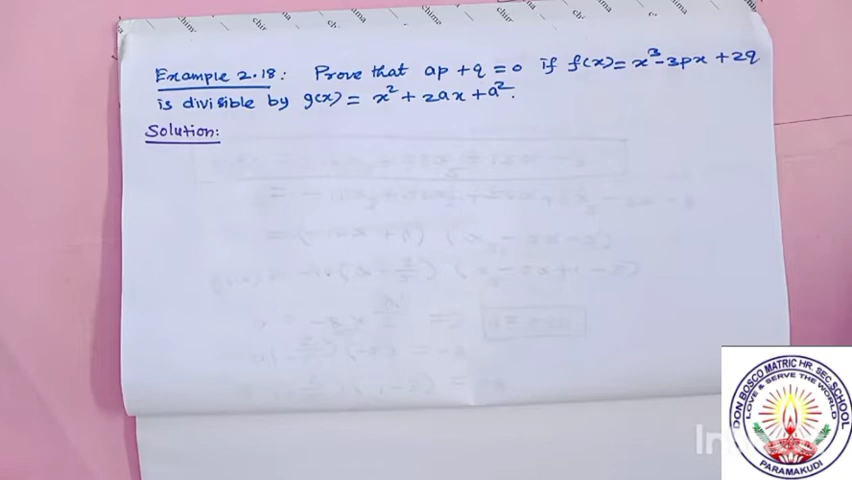 Example 2.18: Prove that ap + q = 0 if f(x) = x³ - 3px + 2q
is divisible by g(x) = x² + 2ax + a².
Solution:
DON BOSCO MATRIC HR. SEC. SCHOOL
LOVE & SERVE THE WORLD
PARAMAKUDI